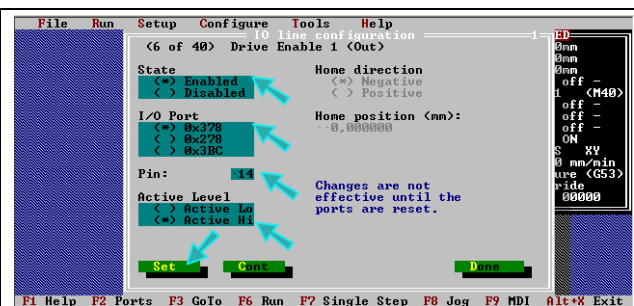 File Run Setup Configure Tools Help
IO line configuration 1 ED
(6 of 40) Drive Enable 1 (Out)
0mm
0mm
State Home direction 0mm
(*) Enabled (*) Negative off -
( ) Disabled ( ) Positive 1 (M40)
off -
I/O Port Home position (mm): off -
(*) 0x378 --0,000000 off -
( ) 0x278 ON
( ) 0x3BC S XY
0 mm/min
Pin: -14 ure (G53)
Changes are not ride
Active Level effective until the 00000
( ) Active Lo ports are reset.
(*) Active Hi
Set Cont Done
F1 Help F2 Ports F3 GoTo F6 Run F7 Single Step F8 Jog F9 MDI Alt+X Exit